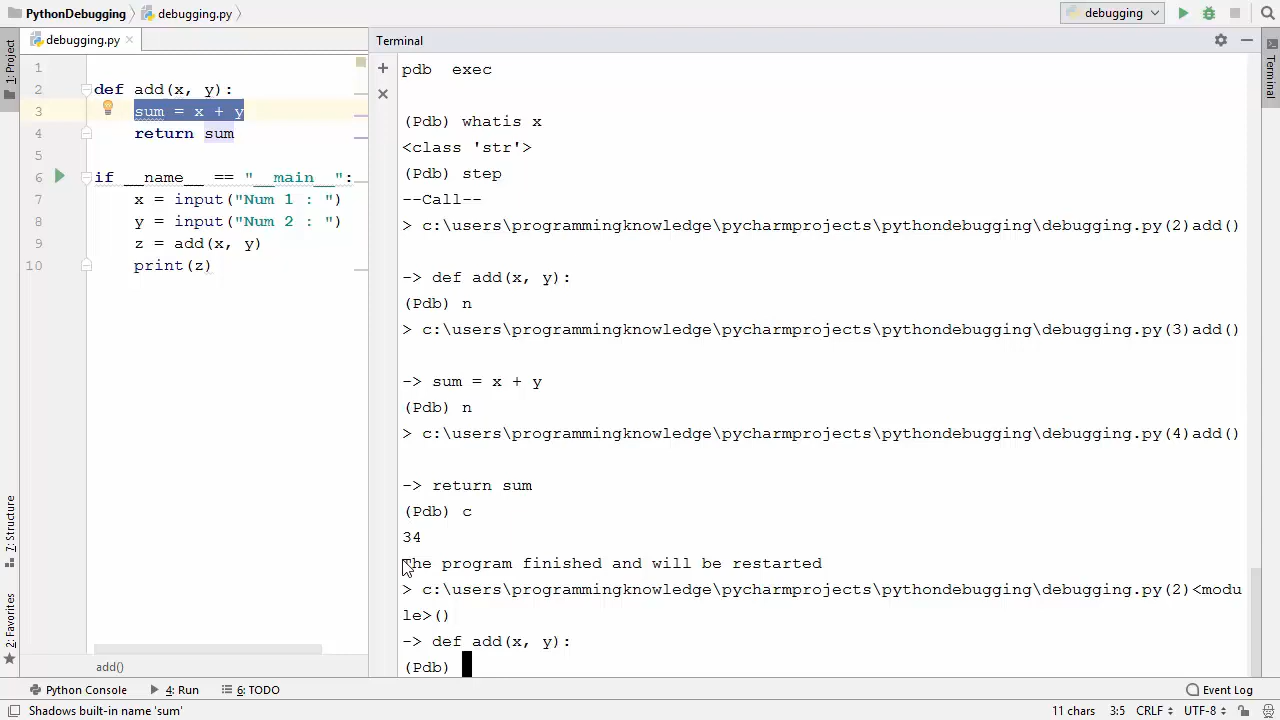 PythonDebugging debugging.py debugging
debugging.py
Terminal
1: Project
7: Structure
2: Favorites
1
2 def add(x, y):
3 sum = x + y
4 return sum
5
6 if __name__ == "__main__":
7 x = input("Num 1 : ")
8 y = input("Num 2 : ")
9 z = add(x, y)
10 print(z)
add()
pdb exec
(Pdb) whatis x
<class 'str'>
(Pdb) step
--Call--
> c:\users\programmingknowledge\pycharmprojects\pythondebugging\debugging.py(2)add()
-> def add(x, y):
(Pdb) n
> c:\users\programmingknowledge\pycharmprojects\pythondebugging\debugging.py(3)add()
-> sum = x + y
(Pdb) n
> c:\users\programmingknowledge\pycharmprojects\pythondebugging\debugging.py(4)add()
-> return sum
(Pdb) c
34
The program finished and will be restarted
> c:\users\programmingknowledge\pycharmprojects\pythondebugging\debugging.py(2)<modu
le>()
-> def add(x, y):
(Pdb)
Terminal
Python Console 4: Run 6: TODO Event Log
Shadows built-in name 'sum' 11 chars 3:5 CRLF UTF-8